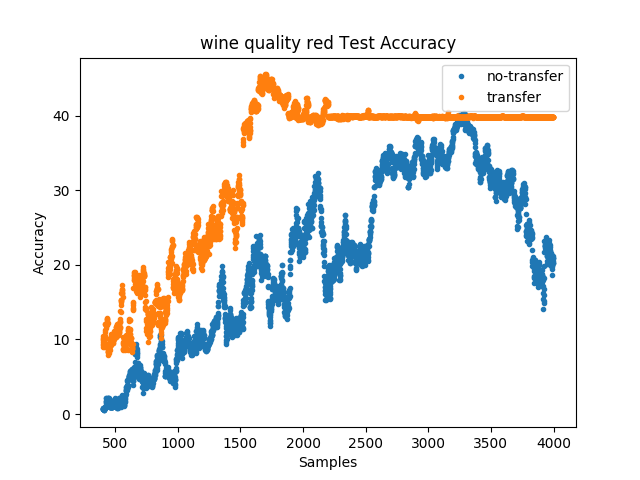 wine quality red Test Accuracy
no-transfer
transfer
Accuracy
40
30
20
10
0
500 1000 1500 2000 2500 3000 3500 4000
Samples